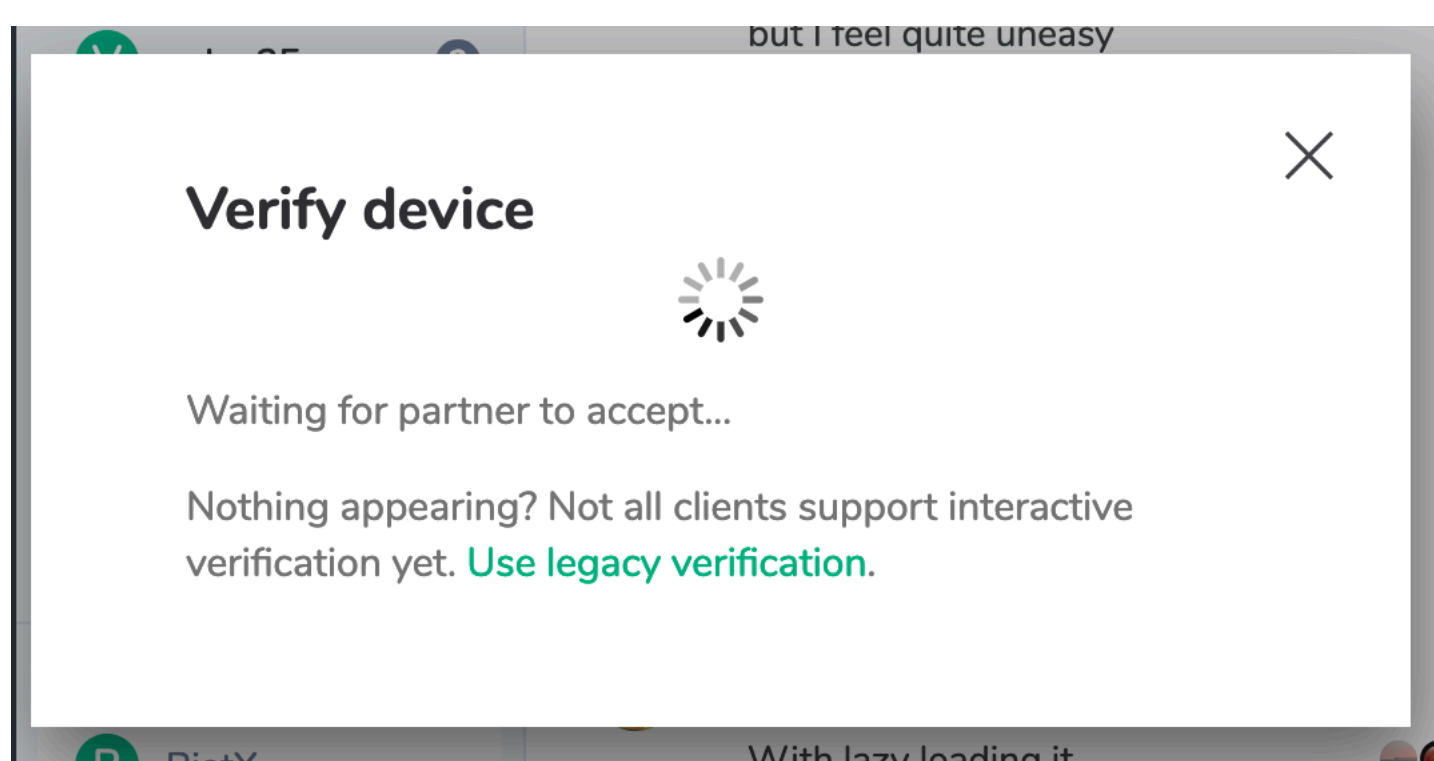 but I feel quite uneasy
Verify device
Waiting for partner to accept...
Nothing appearing? Not all clients support interactive
verification yet. Use legacy verification.
RiotX
With lazy loading it